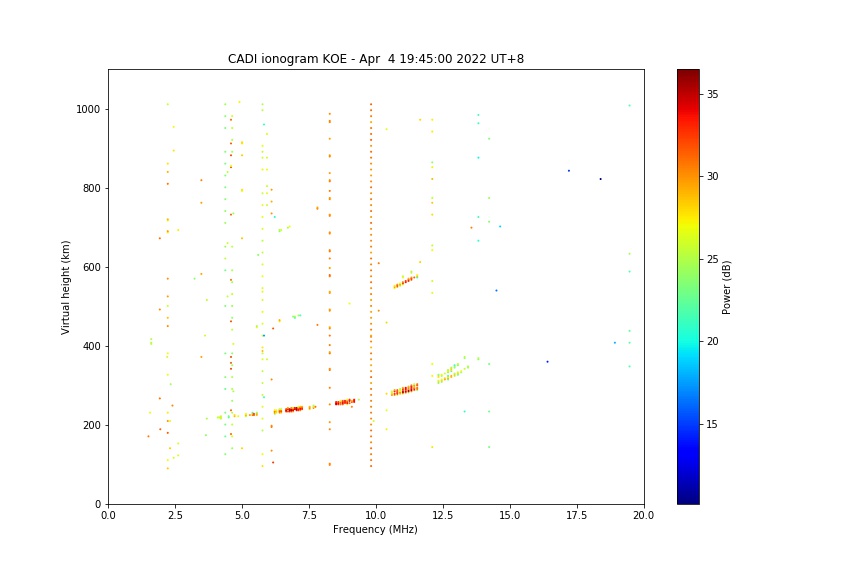 CADI ionogram KOE - Apr  4 19:45:00 2022 UT+8
1000
800
600
400
200
0
Virtual height (km)
0.0 2.5 5.0 7.5 10.0 12.5 15.0 17.5 20.0
Frequency (MHz)
35
30
25
20
15
Power (dB)